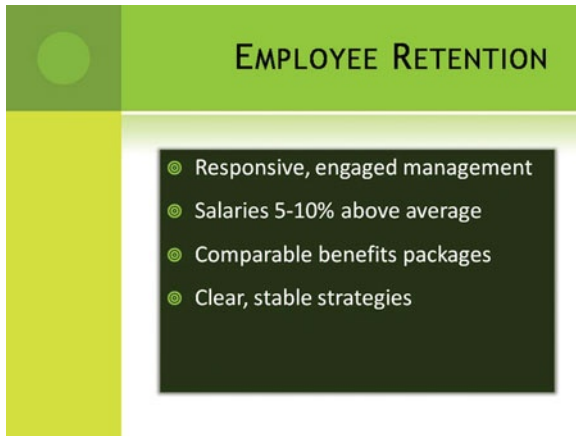 EMPLOYEE RETENTION
Responsive, engaged management
Salaries 5-10% above average
Comparable benefits packages
Clear, stable strategies